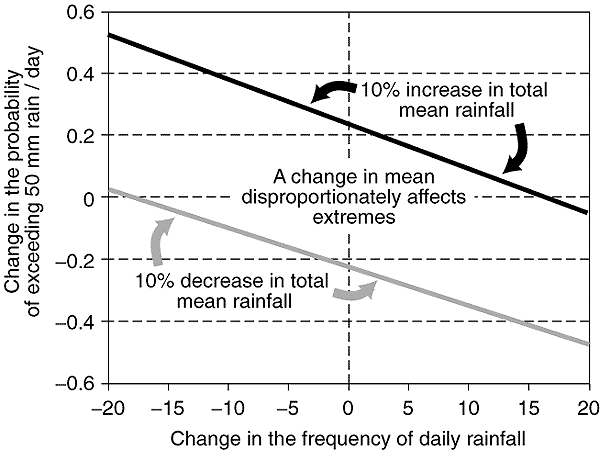 Change in the probability
of exceeding 50 mm rain / day
0.6
0.4
0.2
0
−0.2
−0.4
−0.6
10% increase in total
mean rainfall
A change in mean
disproportionately affects
extremes
10% decrease in total
mean rainfall
−20 −15 −10 −5 0 5 10 15 20
Change in the frequency of daily rainfall